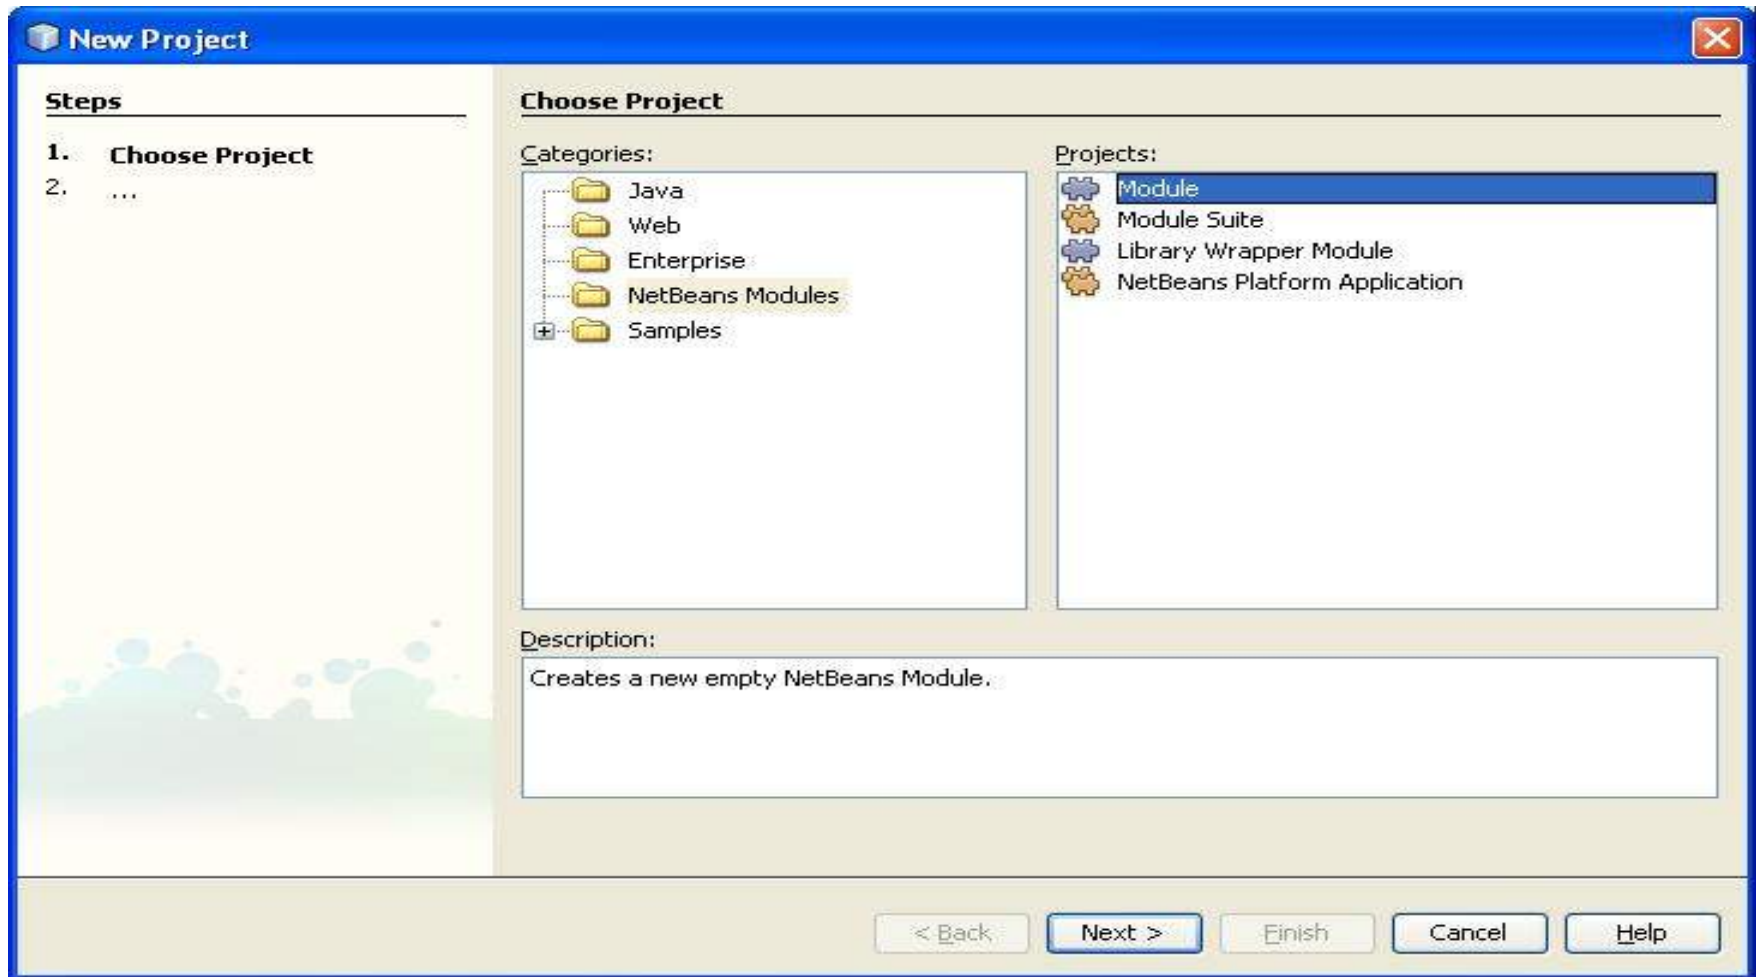 New Project
Steps
1. Choose Project
2. ...
Choose Project
Categories:
Java
Web
Enterprise
NetBeans Modules
Samples
Projects:
Module
Module Suite
Library Wrapper Module
NetBeans Platform Application
Description:
Creates a new empty NetBeans Module.
< Back Next > Finish Cancel Help